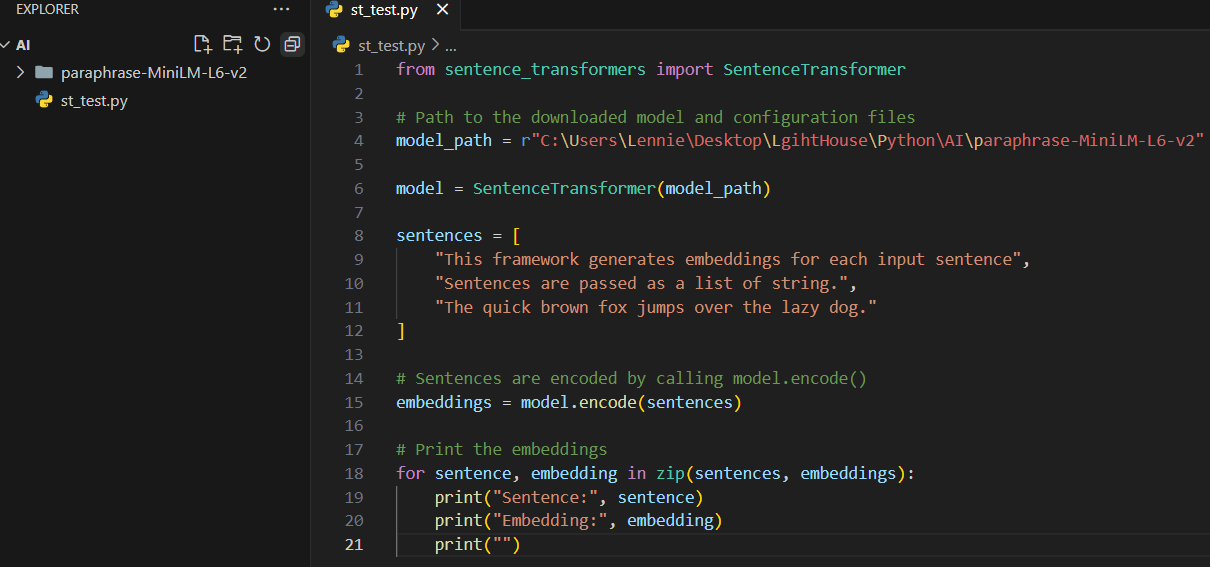 EXPLORER
st_test.py
AI
paraphrase-MiniLM-L6-v2
st_test.py
st_test.py > ...
1 from sentence_transformers import SentenceTransformer
2
3 # Path to the downloaded model and configuration files
4 model_path = r"C:\Users\Lennie\Desktop\LgihtHouse\Python\AI\paraphrase-MiniLM-L6-v2"
5
6 model = SentenceTransformer(model_path)
7
8 sentences = [
9     "This framework generates embeddings for each input sentence",
10     "Sentences are passed as a list of string.",
11     "The quick brown fox jumps over the lazy dog."
12 ]
13
14 # Sentences are encoded by calling model.encode()
15 embeddings = model.encode(sentences)
16
17 # Print the embeddings
18 for sentence, embedding in zip(sentences, embeddings):
19     print("Sentence:", sentence)
20     print("Embedding:", embedding)
21     print("")